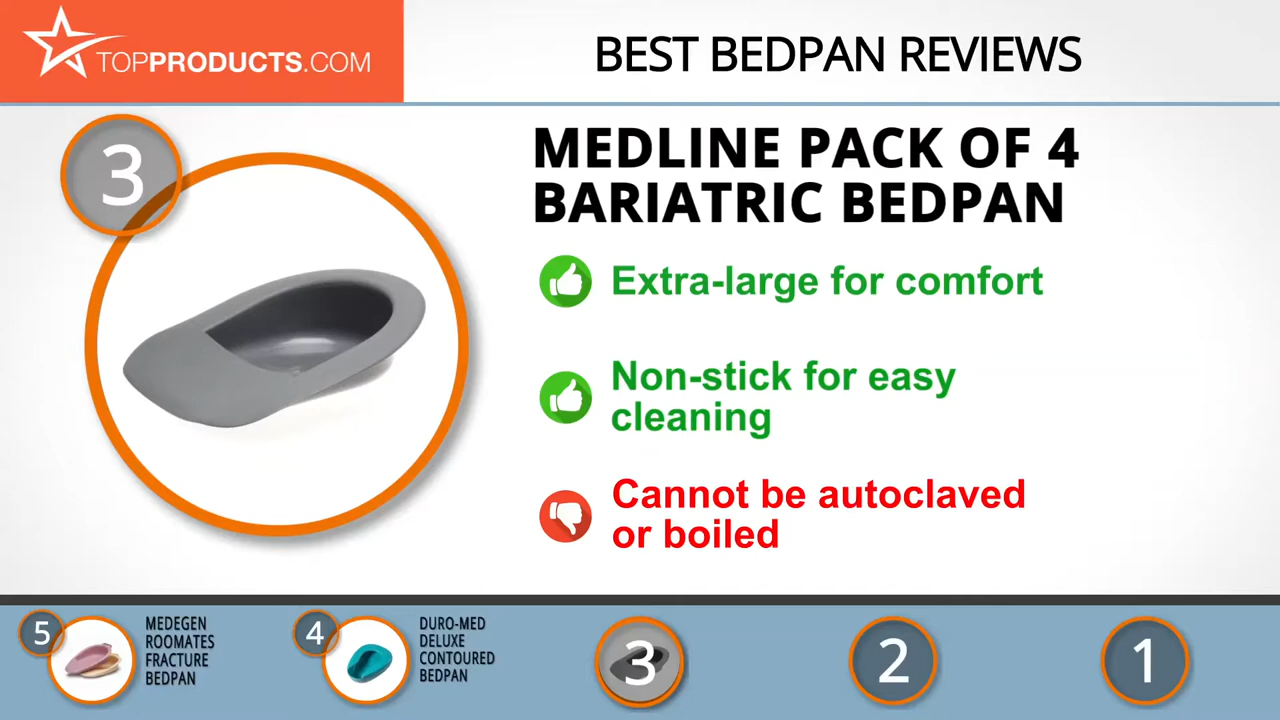 TOPPRODUCTS.COM
BEST BEDPAN REVIEWS
3
MEDLINE PACK OF 4
BARIATRIC BEDPAN
Extra-large for comfort
Non-stick for easy
cleaning
Cannot be autoclaved
or boiled
5
MEDEGEN
ROOMATES
FRACTURE
BEDPAN
4
DURO-MED
DELUXE
CONTOURED
BEDPAN
3
2
1